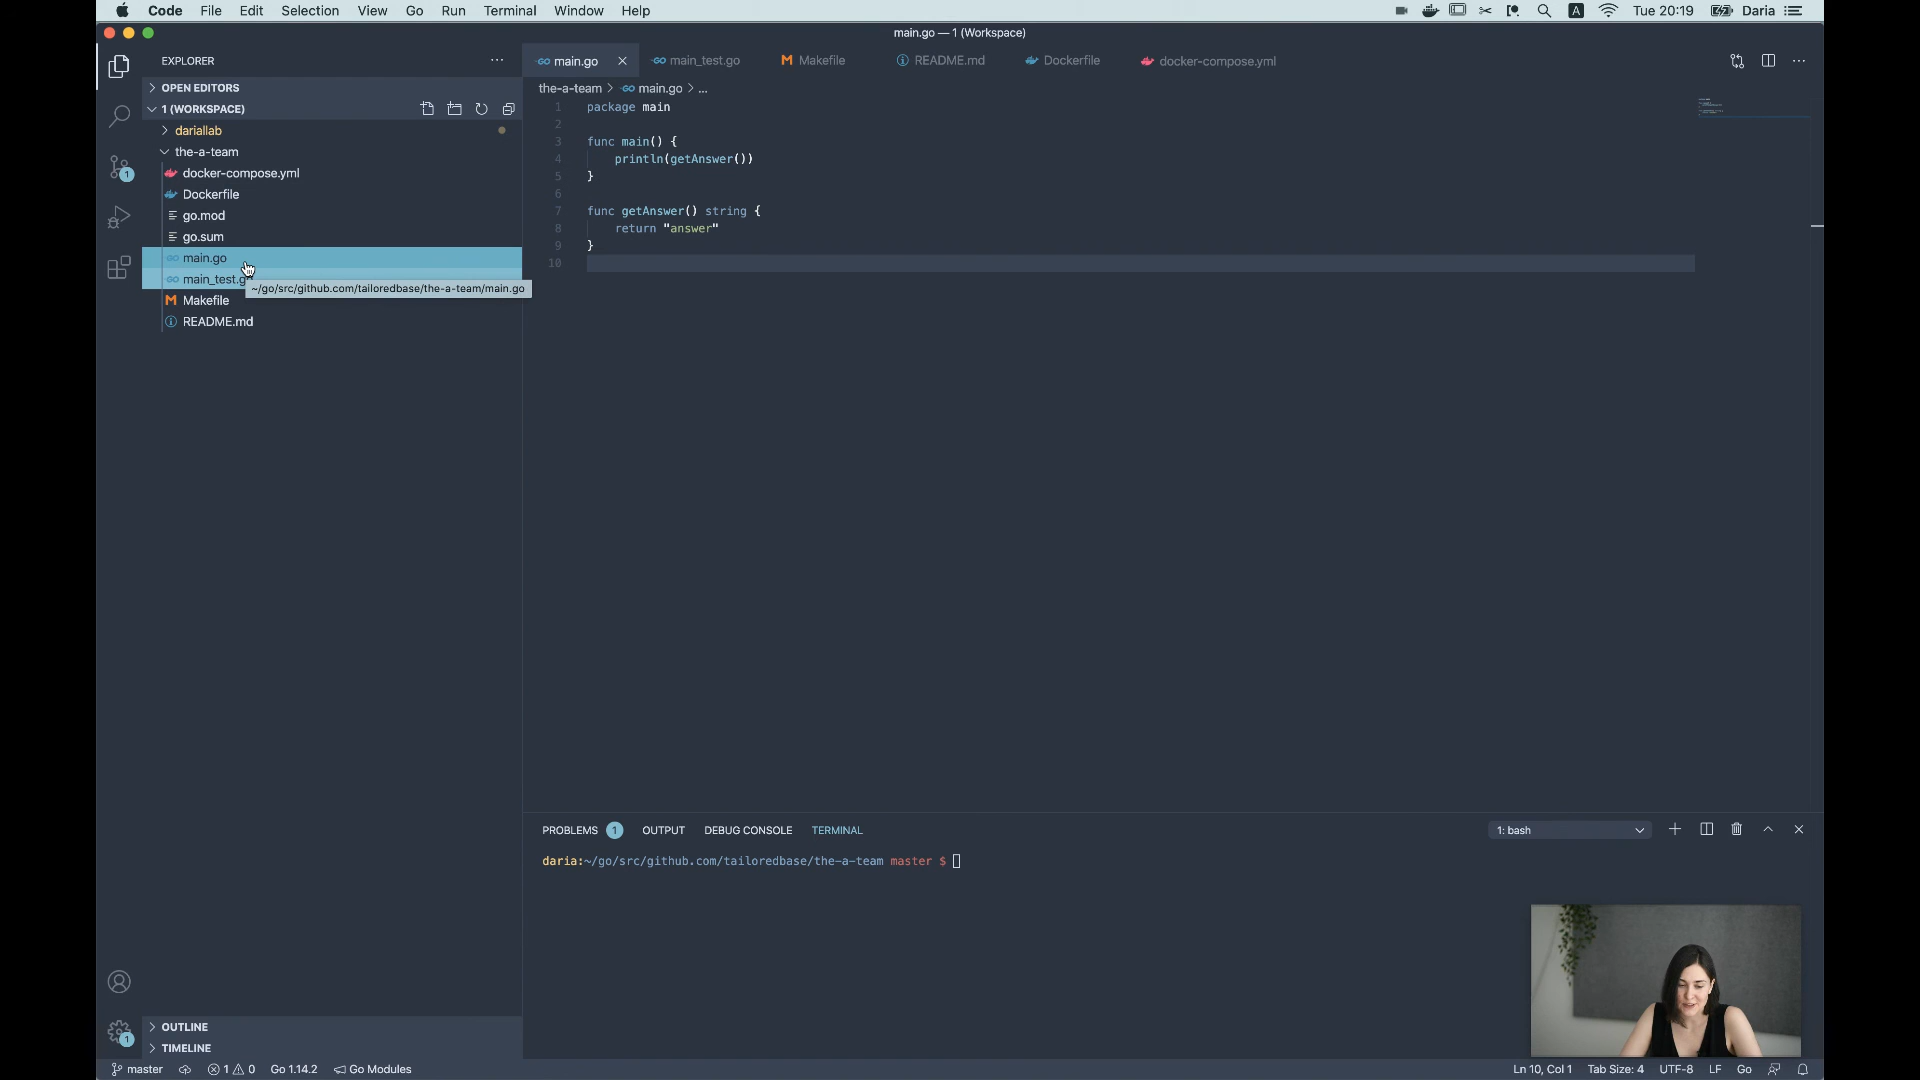 Code File Edit Selection View Go Run Terminal Window Help
A Tue 20:19 Daria
main.go — 1 (Workspace)
EXPLORER ···
main.go main_test.go Makefile README.md Dockerfile docker-compose.yml ···
OPEN EDITORS
the-a-team > main.go > ...
1 (WORKSPACE)
dariallab
the-a-team
docker-compose.yml
Dockerfile
go.mod
go.sum
main.go
main_test.g
~/go/src/github.com/tailoredbase/the-a-team/main.go
Makefile
README.md
1
1 package main
2
3 func main() {
4 println(getAnswer())
5 }
6
7 func getAnswer() string {
8 return "answer"
9 }
10
PROBLEMS 1 OUTPUT DEBUG CONSOLE TERMINAL
1: bash
daria:~/go/src/github.com/tailoredbase/the-a-team master $
1
OUTLINE
TIMELINE
master 1 0 Go 1.14.2 Go Modules
Ln 10, Col 1 Tab Size: 4 UTF-8 LF Go